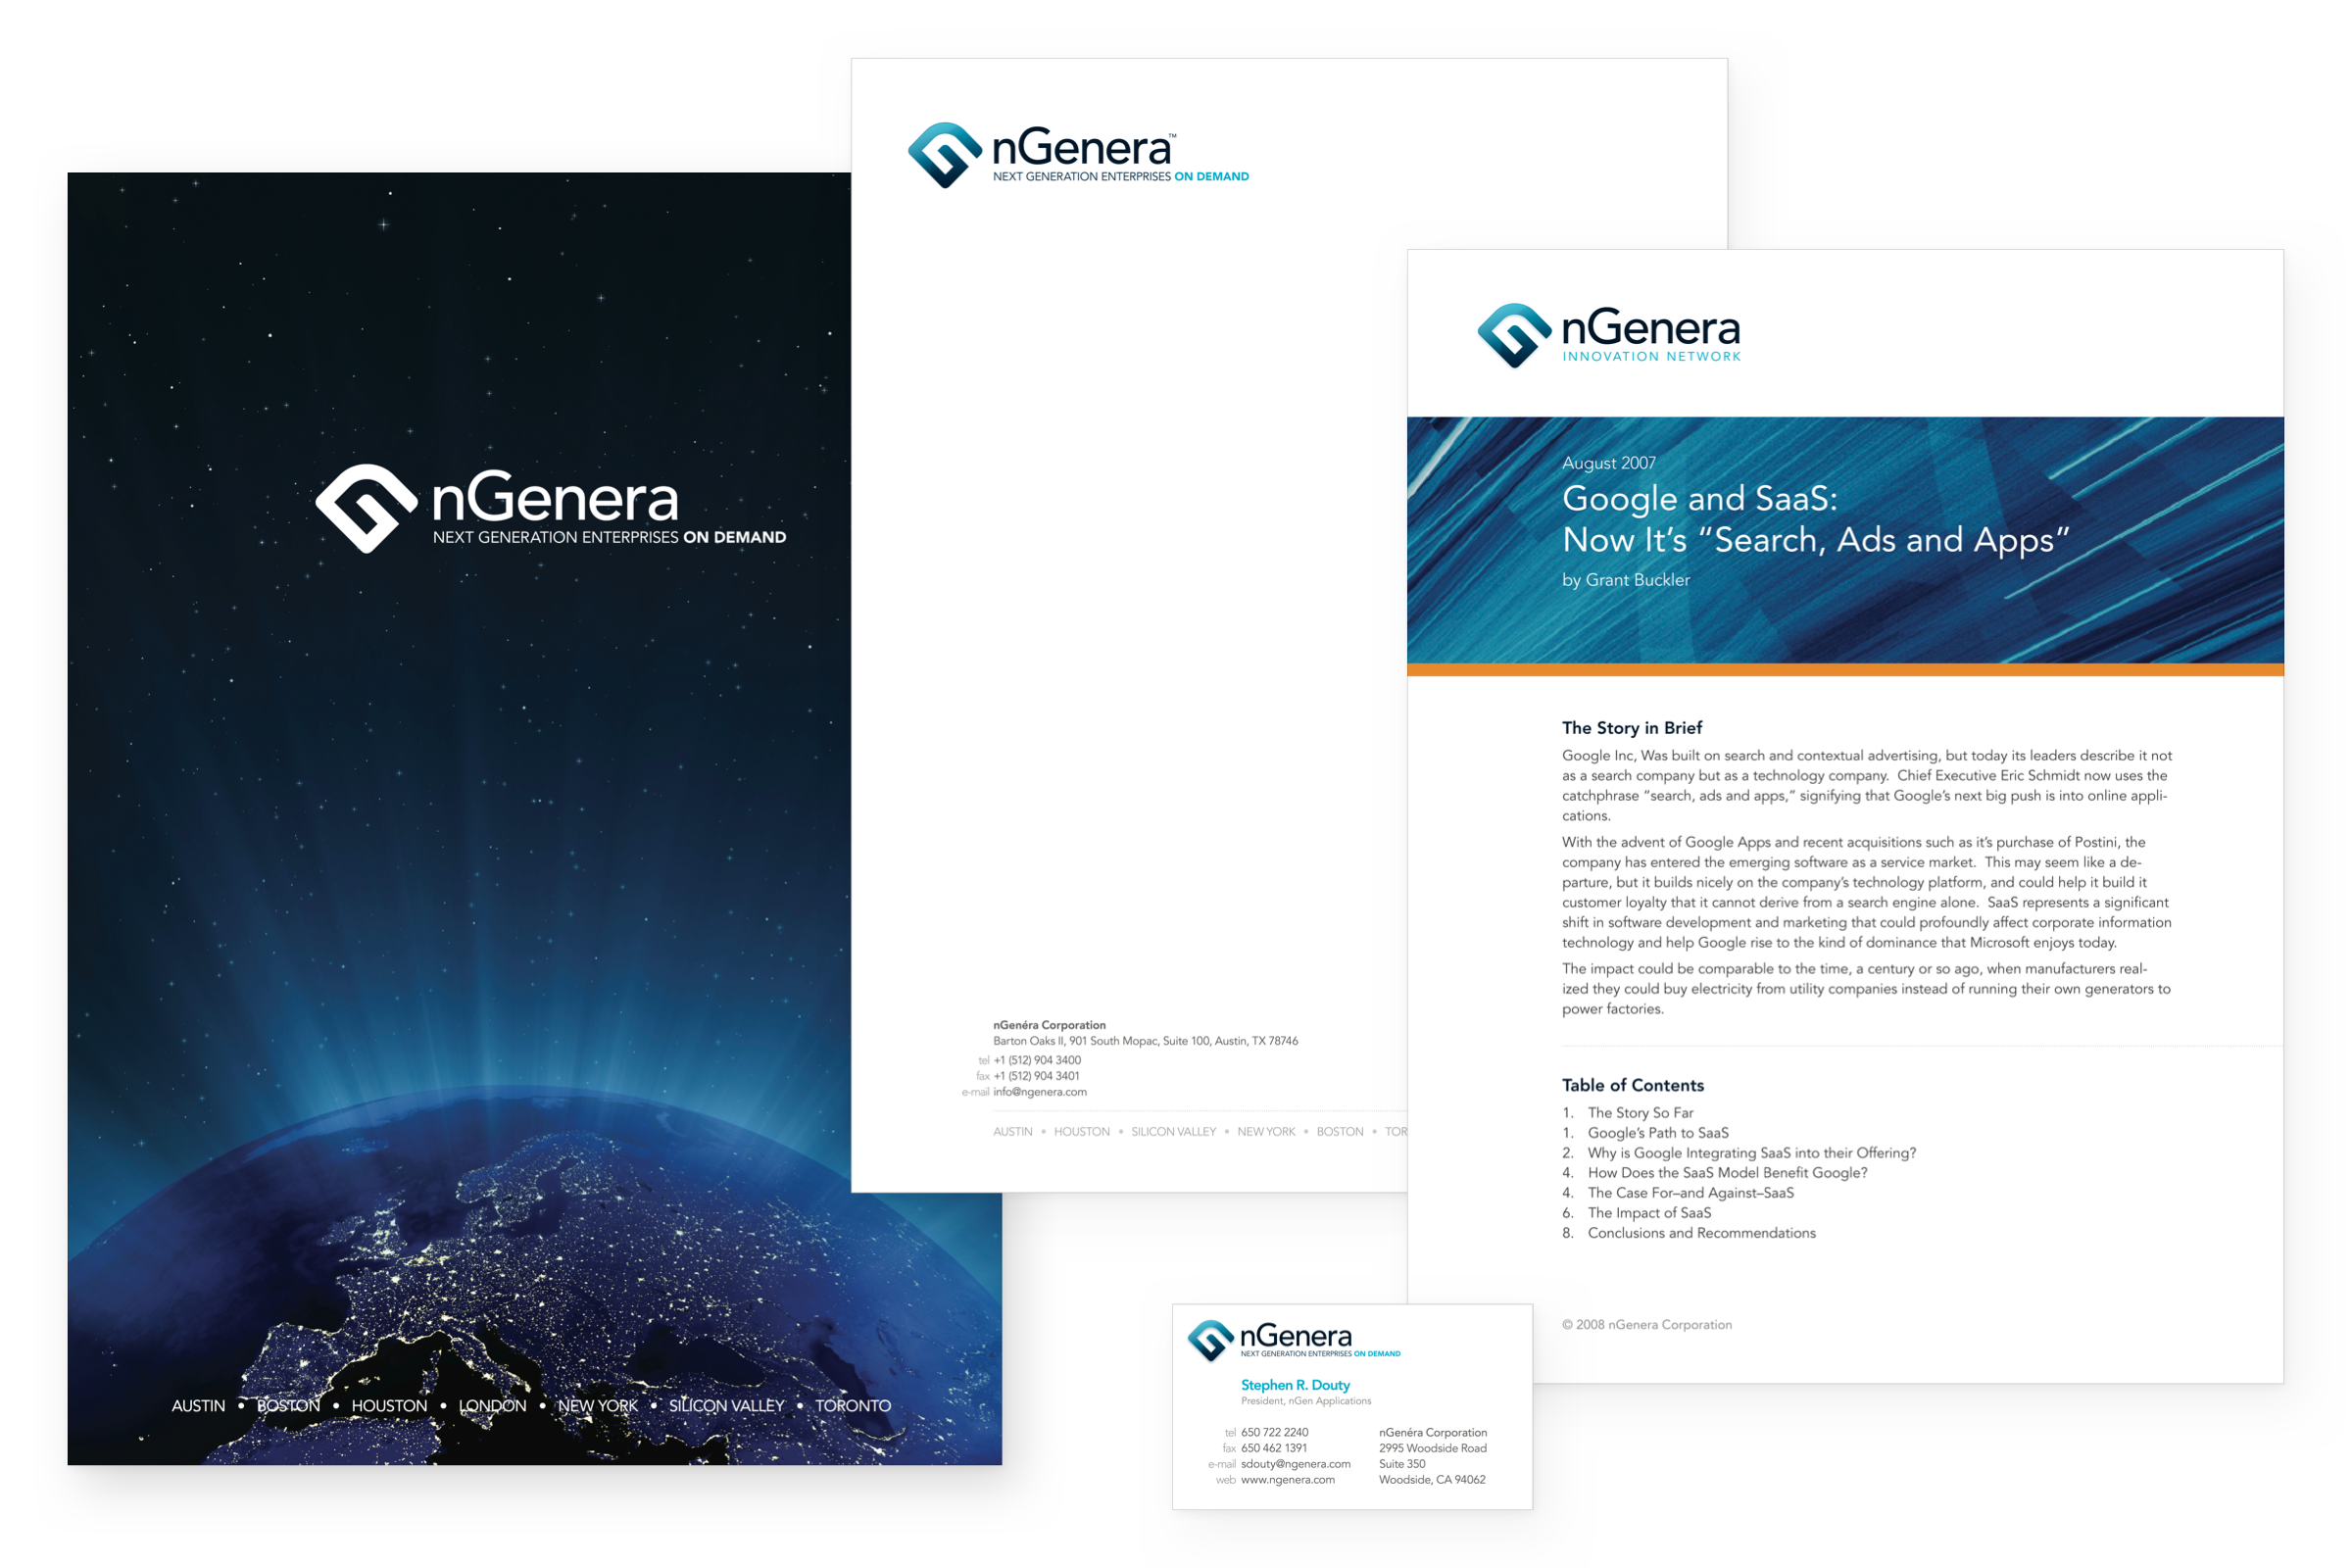 nGenera
NEXT GENERATION ENTERPRISES ON DEMAND
AUSTIN • BOSTON • HOUSTON • LONDON • NEW YORK • SILICON VALLEY • TORONTO
nGenera™
NEXT GENERATION ENTERPRISES ON DEMAND
nGenéra Corporation
Barton Oaks II, 901 South Mopac, Suite 100, Austin, TX 78746
tel +1 (512) 904 3400
fax +1 (512) 904 3401
e-mail info@ngenera.com
AUSTIN • HOUSTON • SILICON VALLEY • NEW YORK • BOSTON • TOR
nGenera
INNOVATION NETWORK
August 2007
Google and SaaS:
Now It’s “Search, Ads and Apps”
by Grant Buckler
The Story in Brief
Google Inc, Was built on search and contextual advertising, but today its leaders describe it not
as a search company but as a technology company.  Chief Executive Eric Schmidt now uses the
catchphrase “search, ads and apps,” signifying that Google’s next big push is into online appli-
cations.
With the advent of Google Apps and recent acquisitions such as it’s purchase of Postini, the
company has entered the emerging software as a service market.  This may seem like a de-
parture, but it builds nicely on the company’s technology platform, and could help it build it
customer loyalty that it cannot derive from a search engine alone.  SaaS represents a significant
shift in software development and marketing that could profoundly affect corporate information
technology and help Google rise to the kind of dominance that Microsoft enjoys today.
The impact could be comparable to the time, a century or so ago, when manufacturers real-
ized they could buy electricity from utility companies instead of running their own generators to
power factories.
Table of Contents
1. The Story So Far
1. Google’s Path to SaaS
2. Why is Google Integrating SaaS into their Offering?
4. How Does the SaaS Model Benefit Google?
4. The Case For–and Against–SaaS
6. The Impact of SaaS
8. Conclusions and Recommendations
© 2008 nGenera Corporation
nGenera
NEXT GENERATION ENTERPRISES ON DEMAND
Stephen R. Douty
President, nGen Applications
tel 650 722 2240
fax 650 462 1391
e-mail sdouty@ngenera.com
web www.ngenera.com
nGenéra Corporation
2995 Woodside Road
Suite 350
Woodside, CA 94062